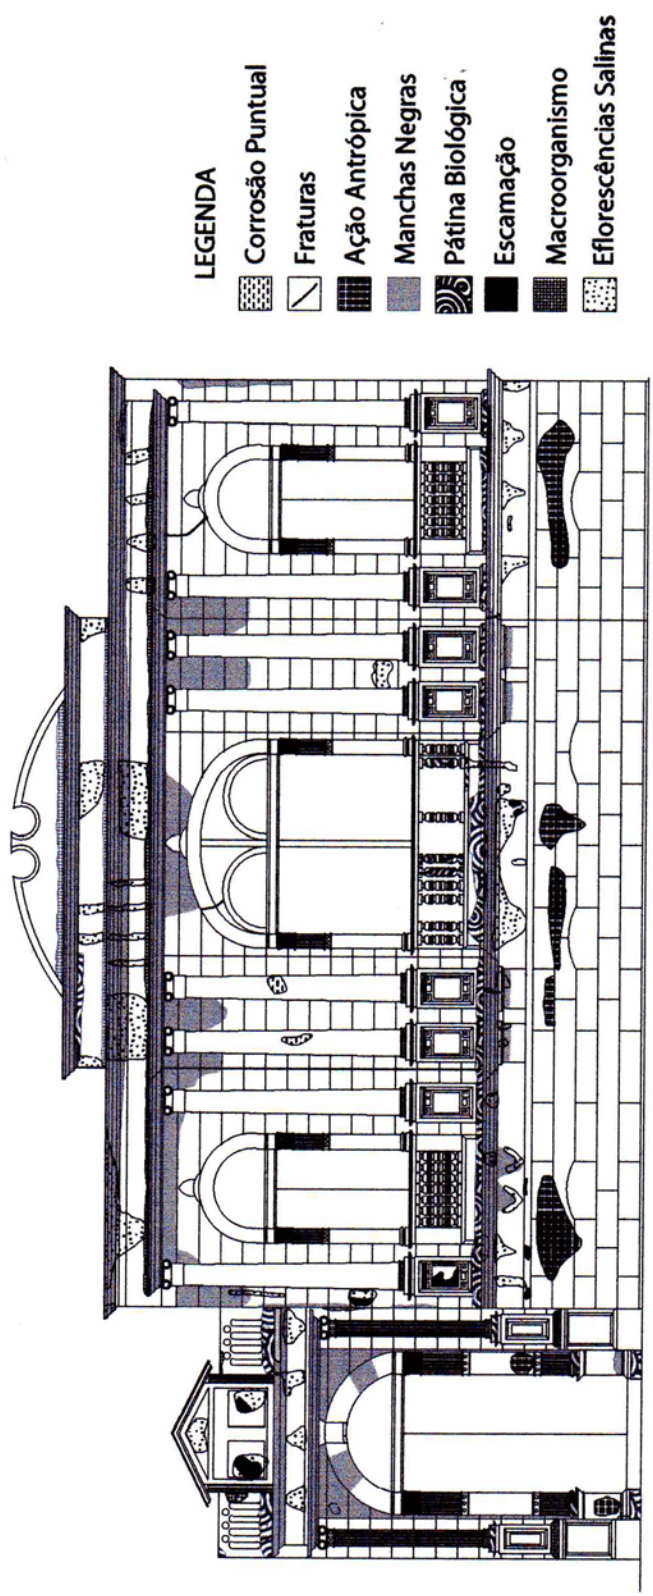 LEGENDA
Corrosão Puntual
Fraturas
Ação Antrópica
Manchas Negras
Pátina Biológica
Escamação
Macroorganismo
Eflorescências Salinas